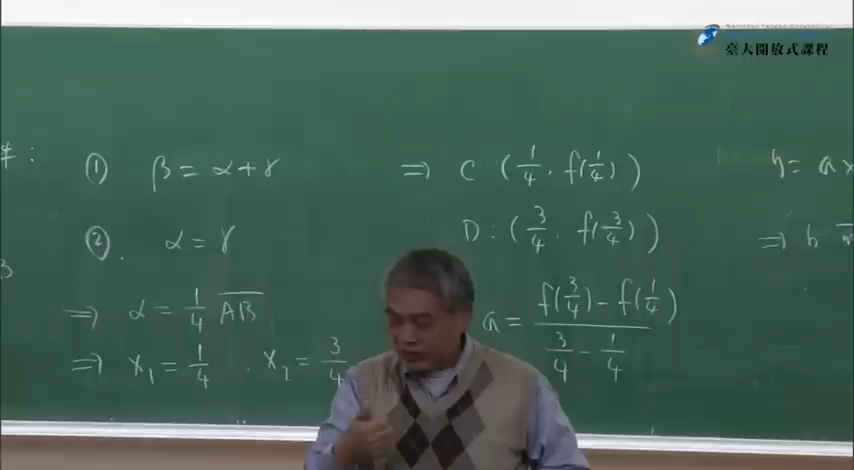 臺大開放式課程
① β = α + γ
② . α = γ
⇒ α = 1/4 A̅B̅
⇒ x₁ = 1/4 . x₂ = 3/4
⇒ C : (1/4 . f(1/4))
D : (3/4 . f(3/4))
a = (f(3/4) - f(1/4)) / (3/4 - 1/4)
y = ax
⇒ b